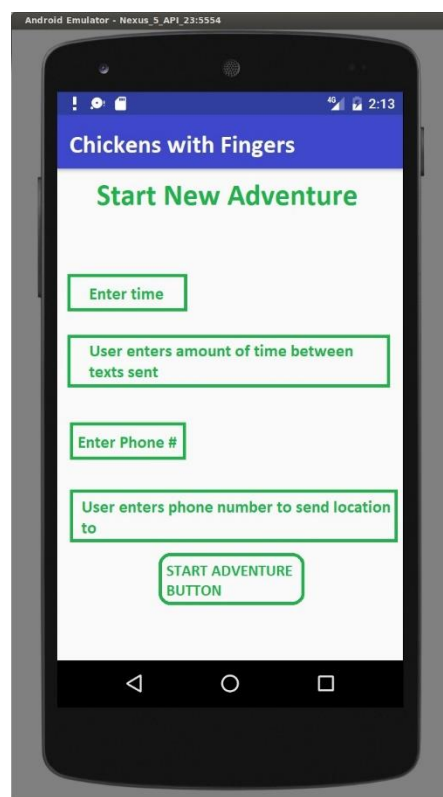 Android Emulator - Nexus_5_API_23:5554
4G 2:13
Chickens with Fingers
Start New Adventure
Enter time
User enters amount of time between
texts sent
Enter Phone #
User enters phone number to send location
to
START ADVENTURE
BUTTON